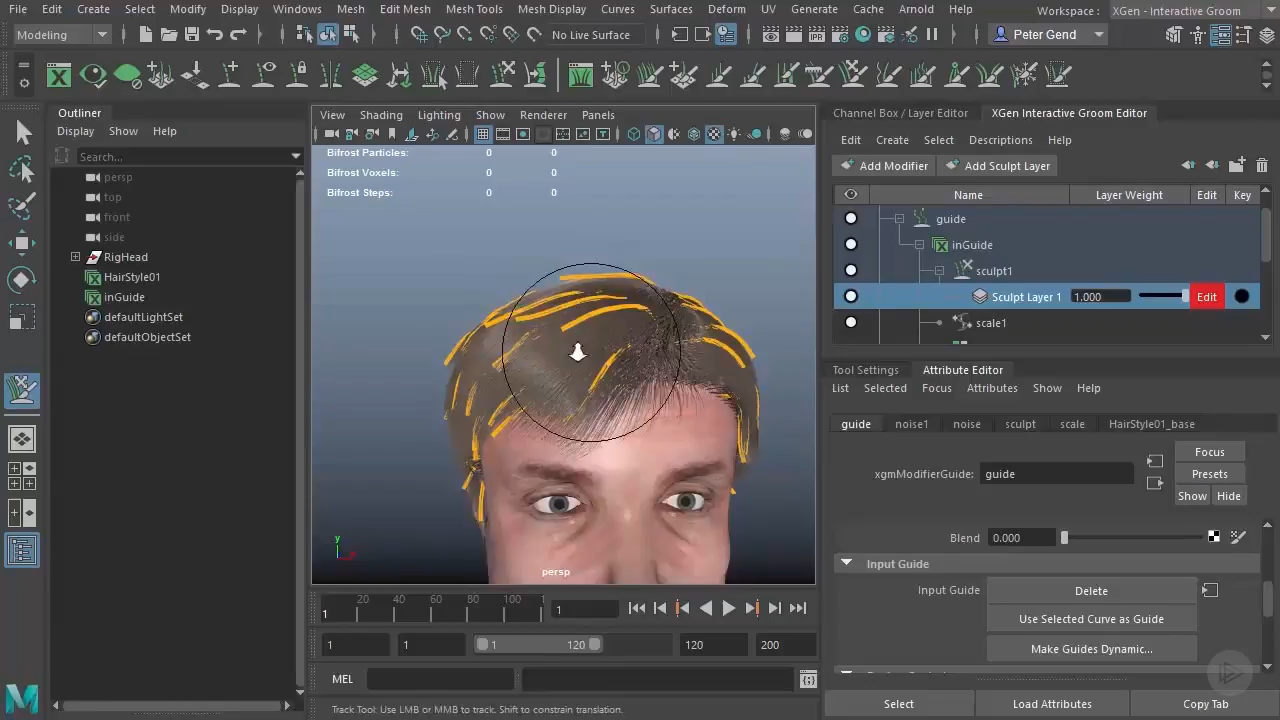 File Edit Create Select Modify Display Windows Mesh Edit Mesh Mesh Tools Mesh Display Curves Surfaces Deform UV Generate Cache Arnold Help Workspace : XGen - Interactive Groom
Modeling No Live Surface Peter Gend
IPR
Outliner
Display Show Help
Search...
persp
top
front
side
RigHead
HairStyle01
inGuide
defaultLightSet
defaultObjectSet
View Shading Lighting Show Renderer Panels
Bifrost Particles: 0 0
Bifrost Voxels: 0 0
Bifrost Steps: 0 0
y
persp
Channel Box / Layer Editor XGen Interactive Groom Editor
Edit Create Select Descriptions Help
Add Modifier Add Sculpt Layer
Name Layer Weight Edit Key
guide
inGuide
sculpt1
Sculpt Layer 1 1.000 Edit
scale1
Tool Settings Attribute Editor
List Selected Focus Attributes Show Help
guide noise1 noise sculpt scale HairStyle01_base
xgmModifierGuide: guide
Focus
Presets
Show Hide
Blend 0.000
Input Guide
Input Guide Delete
Use Selected Curve as Guide
Make Guides Dynamic...
Select Load Attributes Copy Tab
1 20 40 60 80 100 1 1
1 1 1 120 120 200
MEL
Track Tool: Use LMB or MMB to track. Shift to constrain translation.